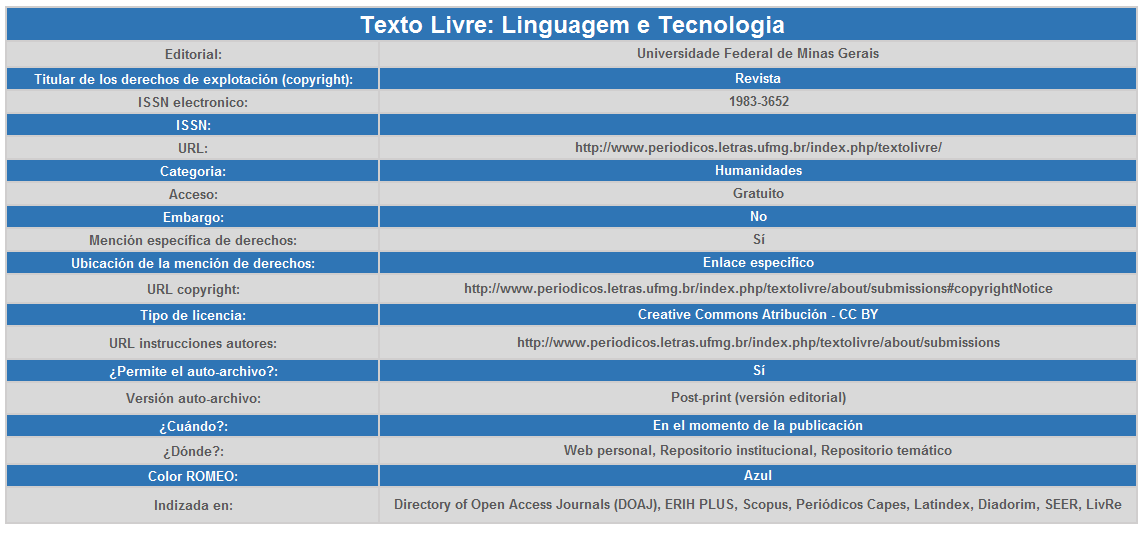 Texto Livre: Linguagem e Tecnologia
Editorial: Universidade Federal de Minas Gerais
Titular de los derechos de explotación (copyright): Revista
ISSN electronico: 1983-3652
ISSN:
URL: http://www.periodicos.letras.ufmg.br/index.php/textolivre/
Categoria: Humanidades
Acceso: Gratuito
Embargo: No
Mención específica de derechos: Sí
Ubicación de la mención de derechos: Enlace específico
URL copyright: http://www.periodicos.letras.ufmg.br/index.php/textolivre/about/submissions#copyrightNotice
Tipo de licencia: Creative Commons Atribución - CC BY
URL instrucciones autores: http://www.periodicos.letras.ufmg.br/index.php/textolivre/about/submissions
¿Permite el auto-archivo?: Sí
Versión auto-archivo: Post-print (versión editorial)
¿Cuándo?: En el momento de la publicación
¿Dónde?: Web personal, Repositorio institucional, Repositorio temático
Color ROMEO: Azul
Indizada en: Directory of Open Access Journals (DOAJ), ERIH PLUS, Scopus, Periódicos Capes, Latindex, Diadorim, SEER, LivRe